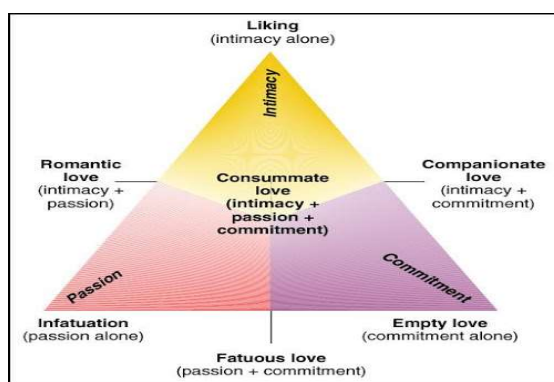 Liking
(intimacy alone)
Intimacy
Romantic
love
(intimacy +
passion)
Consummate
love
(intimacy +
passion +
commitment)
Companionate
love
(intimacy +
commitment)
Passion
Commitment
Infatuation
(passion alone)
Empty love
(commitment alone)
Fatuous love
(passion + commitment)